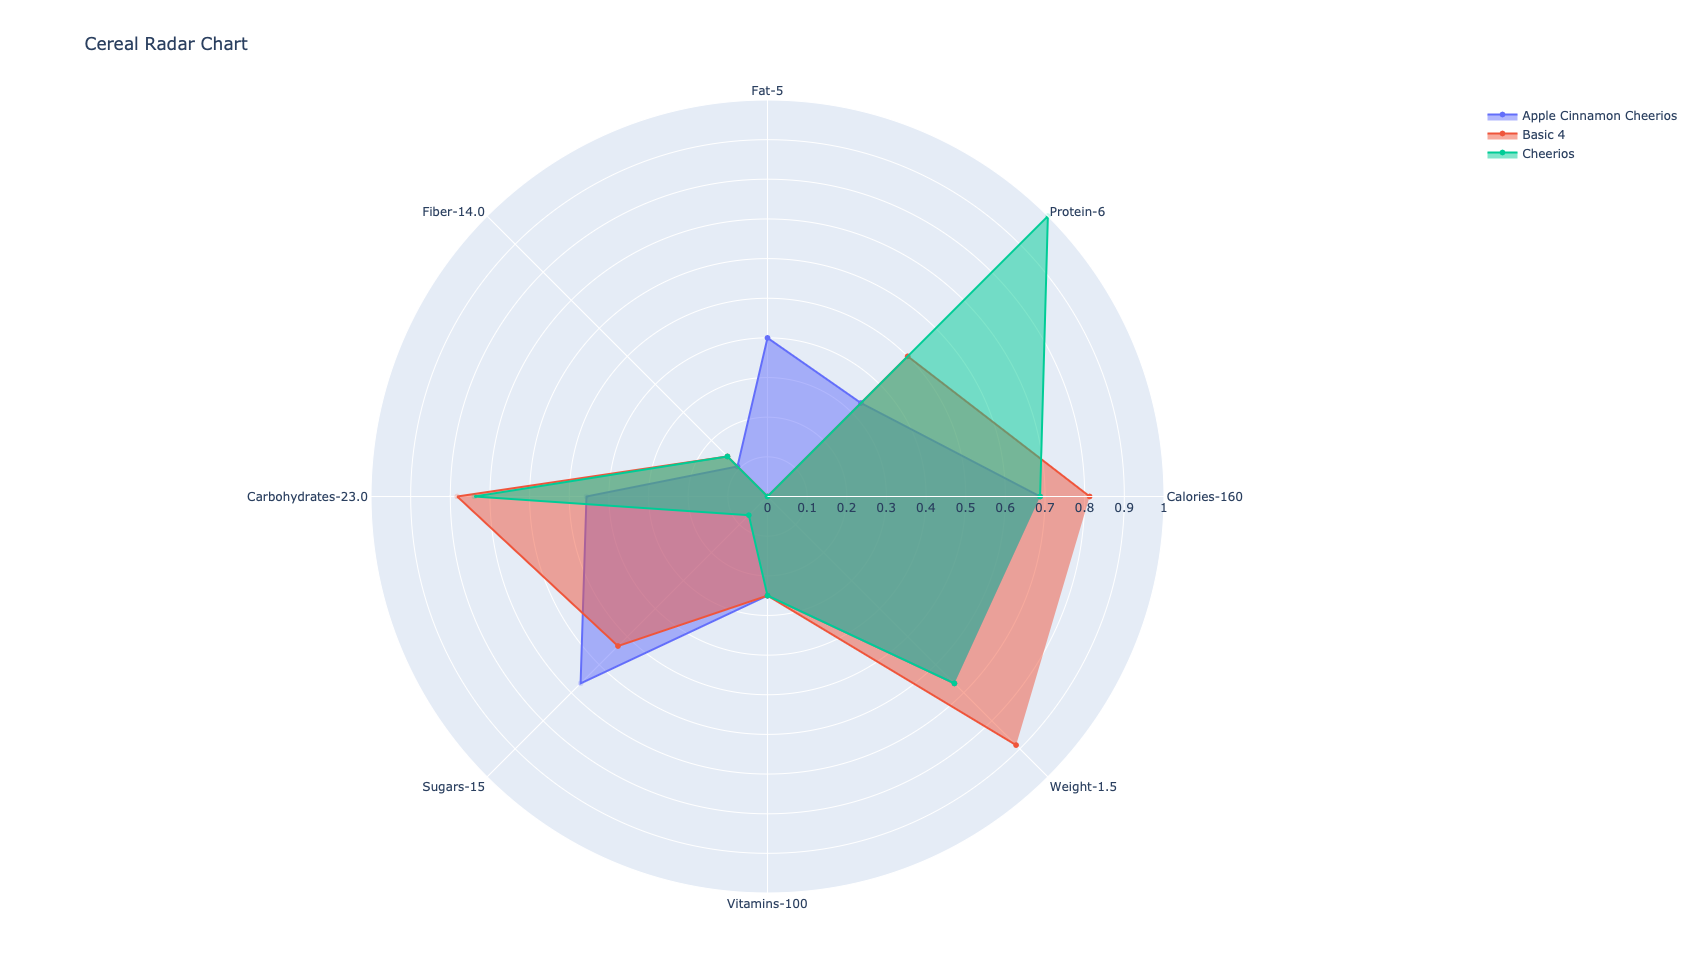 Cereal Radar Chart
Fat-5
Apple Cinnamon Cheerios
Basic 4
Cheerios
Fiber-14.0
Protein-6
Carbohydrates-23.0
Calories-160
0 0.1 0.2 0.3 0.4 0.5 0.6 0.7 0.8 0.9 1
Sugars-15
Weight-1.5
Vitamins-100